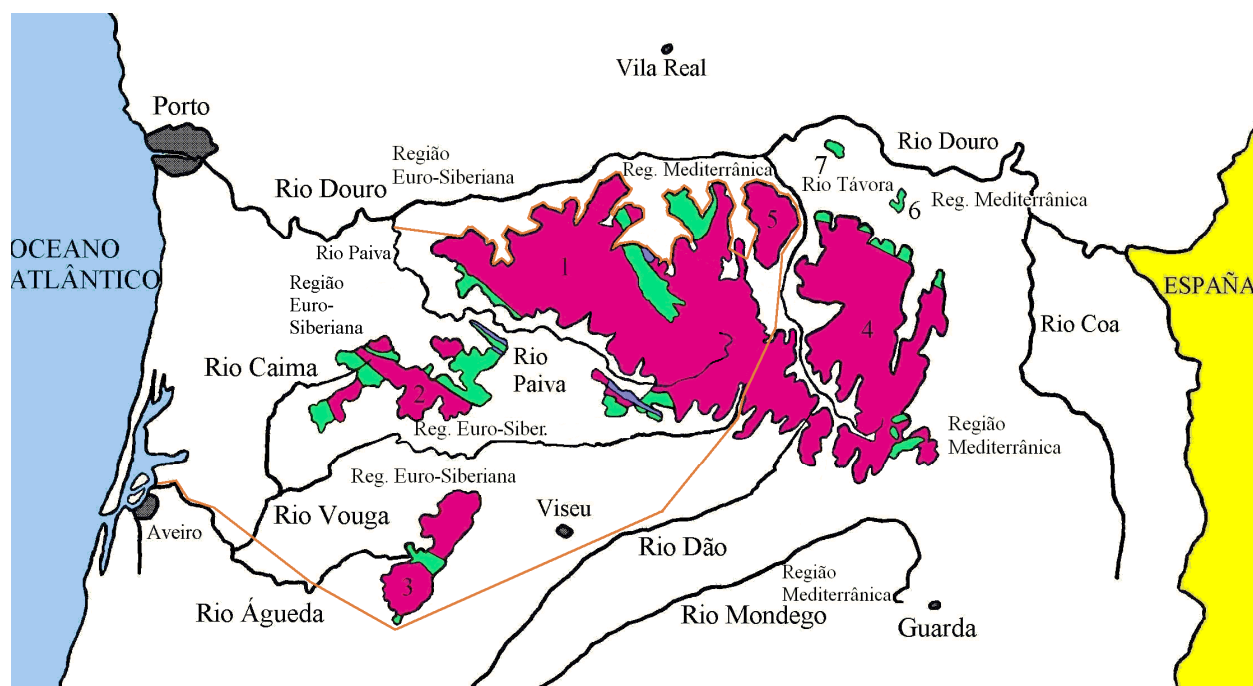 Vila Real
Porto
Rio Douro
Região
Euro-Siberiana
Reg. Mediterrânica
7
Rio Távora
Rio Douro
6
Reg. Mediterrânica
5
Rio Paiva
OCEANO
ATLÂNTICO
1
ESPAÑA
Região
Euro-
Siberiana
4
Rio Coa
Rio Caima
Rio
Paiva
2
Reg. Euro-Siber.
Região
Mediterrânica
Reg. Euro-Siberiana
Rio Vouga
Viseu
Aveiro
Rio Dão
3
Região
Mediterrânica
Rio Águeda
Rio Mondego
Guarda